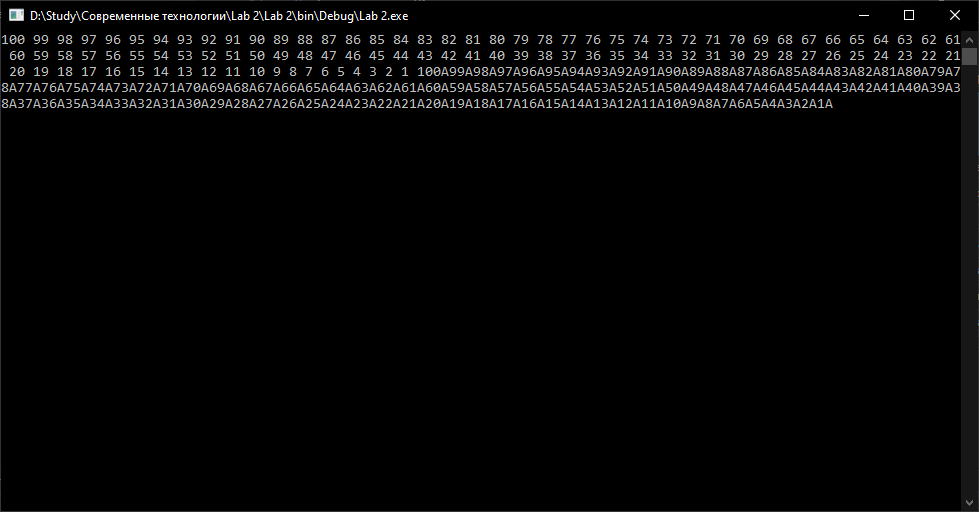 D:\Study\Современные технологии\Lab 2\Lab 2\bin\Debug\Lab 2.exe
100 99 98 97 96 95 94 93 92 91 90 89 88 87 86 85 84 83 82 81 80 79 78 77 76 75 74 73 72 71 70 69 68 67 66 65 64 63 62 61
60 59 58 57 56 55 54 53 52 51 50 49 48 47 46 45 44 43 42 41 40 39 38 37 36 35 34 33 32 31 30 29 28 27 26 25 24 23 22 21
20 19 18 17 16 15 14 13 12 11 10 9 8 7 6 5 4 3 2 1 100A99A98A97A96A95A94A93A92A91A90A89A88A87A86A85A84A83A82A81A80A79A7
8A77A76A75A74A73A72A71A70A69A68A67A66A65A64A63A62A61A60A59A58A57A56A55A54A53A52A51A50A49A48A47A46A45A44A43A42A41A40A39A3
8A37A36A35A34A33A32A31A30A29A28A27A26A25A24A23A22A21A20A19A18A17A16A15A14A13A12A11A10A9A8A7A6A5A4A3A2A1A